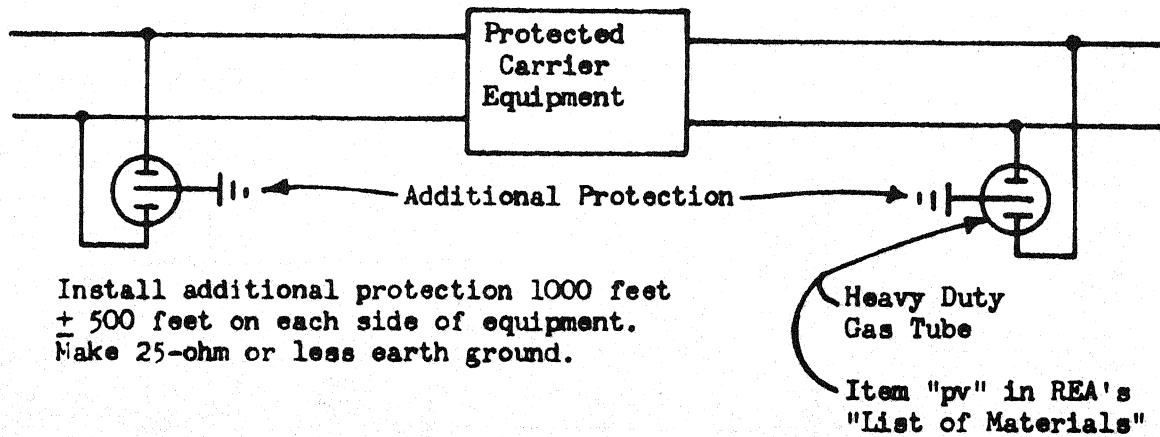 Protected
Carrier
Equipment
Additional Protection
Install additional protection 1000 feet
± 500 feet on each side of equipment.
Make 25-ohm or less earth ground.
Heavy Duty
Gas Tube
Item "pv" in REA's
"List of Materials"